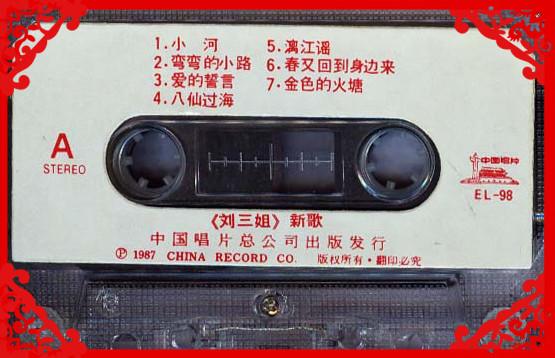 1.小 河
2.弯弯的小路
3.爱的誓言
4.八仙过海
5.漓江谣
6.春又回到身边来
7.金色的火塘
A
STEREO
中国唱片
EL-98
《刘三姐》新歌
中国唱片总公司出版发行
Ⓟ 1987 CHINA RECORD CO. 版权所有·翻印必究